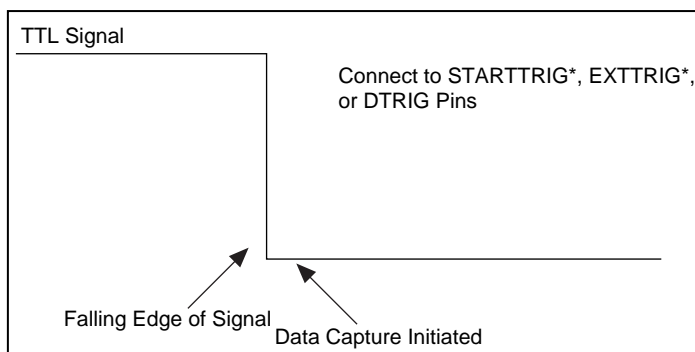 TTL Signal
Connect to STARTTRIG*, EXTTRIG*,
or DTRIG Pins
Falling Edge of Signal
Data Capture Initiated